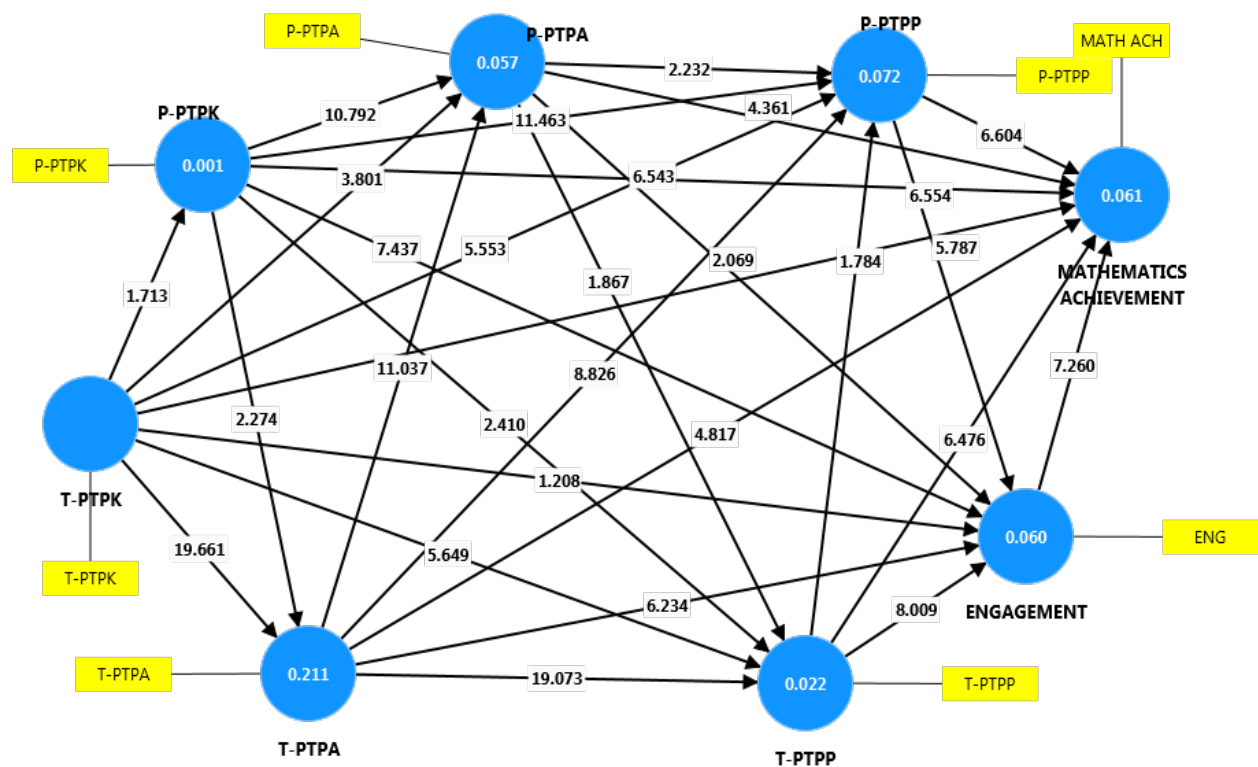 P-PTPA
P-PTPA
P-PTPP
MATH ACH
0.057
2.232
0.072
P-PTPP
P-PTPK
10.792
11.463
4.361
6.604
P-PTPK
0.001
3.801
6.543
6.554
0.061
7.437
5.553
2.069
1.784
5.787
1.713
1.867
MATHEMATICS
ACHIEVEMENT
11.037
8.826
7.260
2.274
2.410
4.817
6.476
T-PTPK
1.208
19.661
5.649
0.060
ENG
T-PTPK
6.234
8.009
ENGAGEMENT
T-PTPA
0.211
19.073
0.022
T-PTPP
T-PTPA
T-PTPP